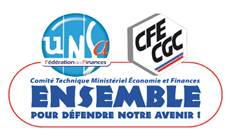 UNSa
Fédération des Finances
CFE
CGC
Comité Technique Ministériel Économie et Finances
ENSEMBLE
POUR DÉFENDRE NOTRE AVENIR !